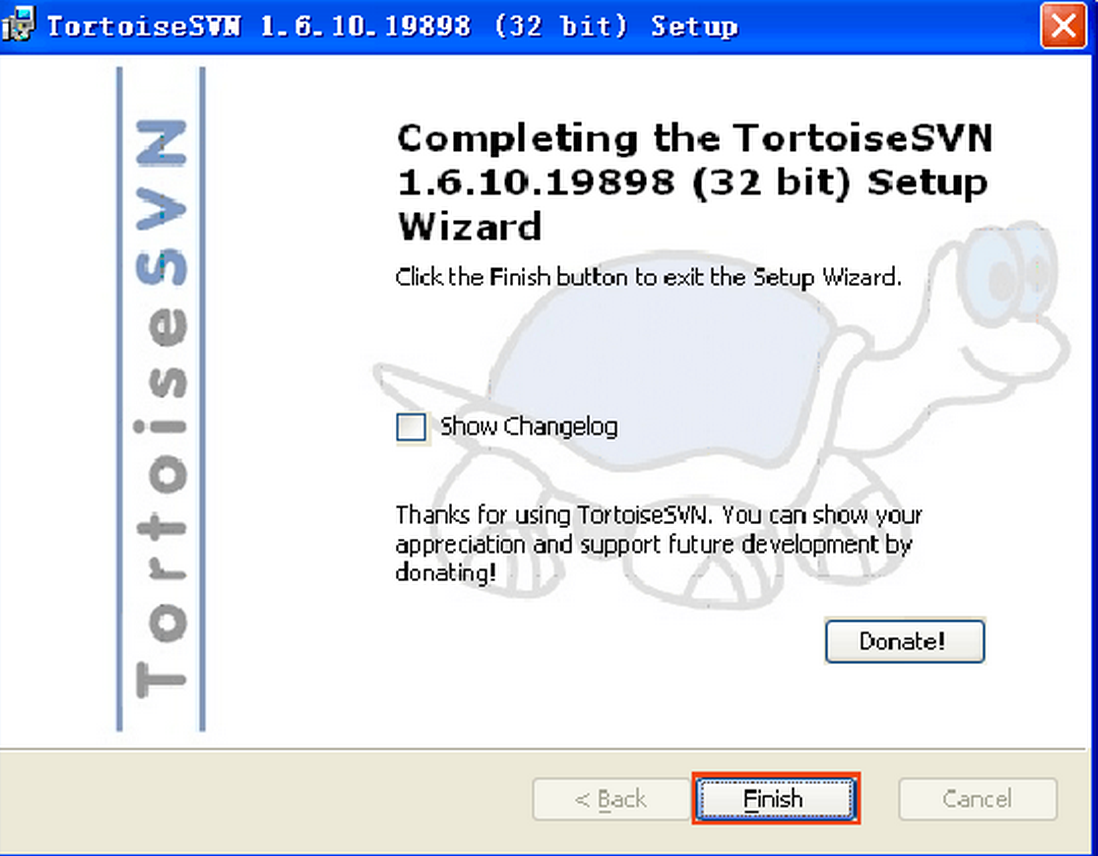 TortoiseSVN 1.6.10.19898 (32 bit) Setup
TortoiseSVN
Completing the TortoiseSVN
1.6.10.19898 (32 bit) Setup
Wizard
Click the Finish button to exit the Setup Wizard.
Show Changelog
Thanks for using TortoiseSVN. You can show your
appreciation and support future development by
donating!
Donate!
< Back
Finish
Cancel